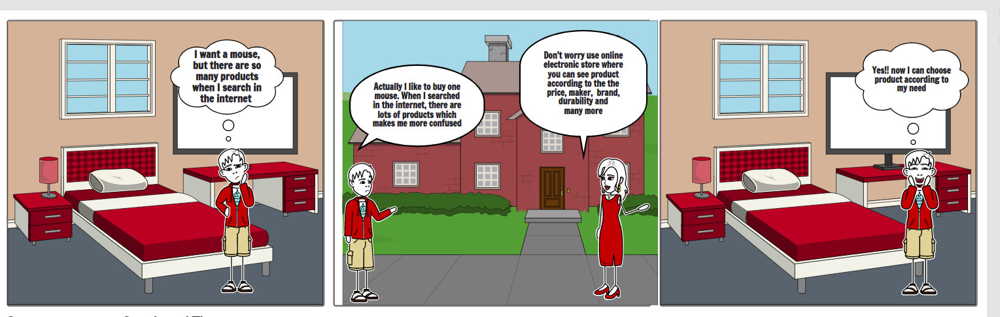 I want a mouse,
but there are so
many products
when I search in
the internet
Actually I like to buy one
mouse. When I searched
in the internet, there are
lots of products which
makes me more confused
Don't worry use online
electronic store where
you can see product
according to the the
price, maker, brand,
durability and
many more
Yes!! now I can choose
product according to
my need